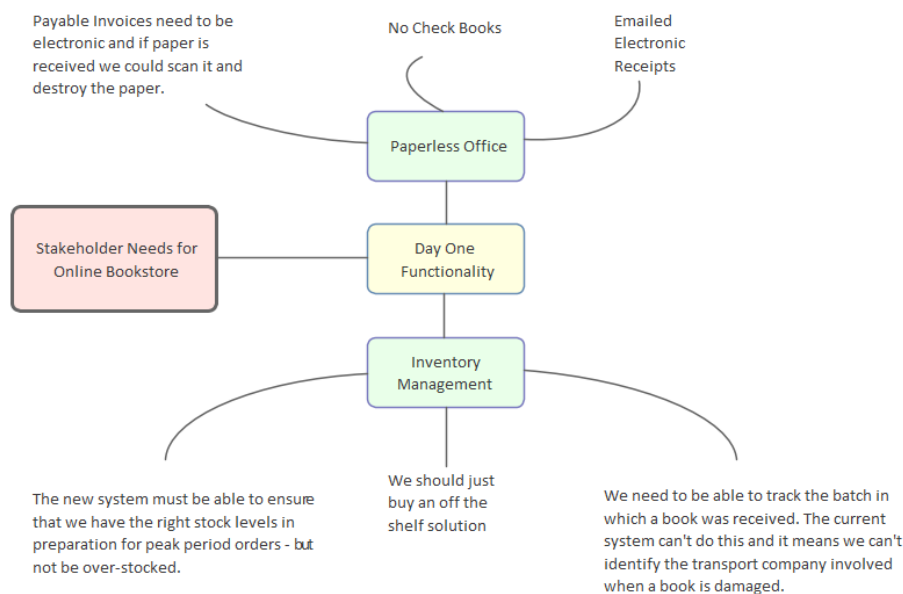 Payable Invoices need to be
electronic and if paper is
received we could scan it and
destroy the paper.
No Check Books
Emailed
Electronic
Receipts
Paperless Office
Stakeholder Needs for
Online Bookstore
Day One
Functionality
Inventory
Management
The new system must be able to ensure
that we have the right stock levels in
preparation for peak period orders - but
not be over-stocked.
We should just
buy an off the
shelf solution
We need to be able to track the batch in
which a book was received. The current
system can't do this and it means we can't
identify the transport company involved
when a book is damaged.